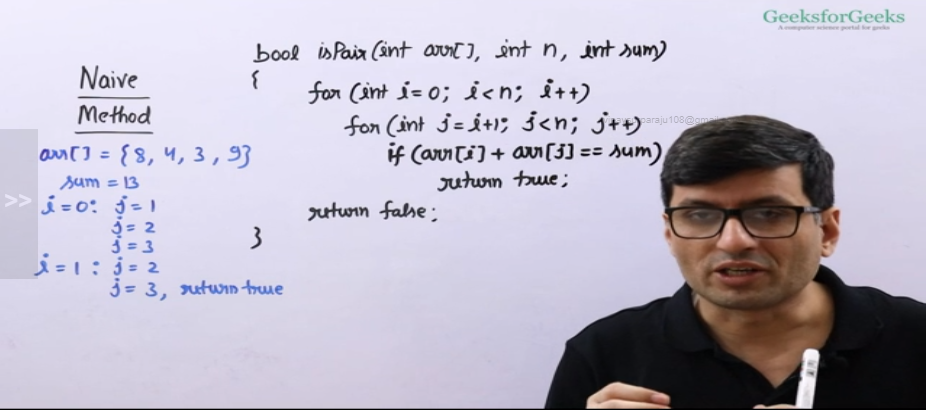 GeeksforGeeks
A computer science portal for geeks
Naive
Method
arr[] = {8, 4, 3, 9}
sum = 13
i=0: j=1
j=2
j=3
i=1: j=2
j=3, return true
bool isPair(int arr[], int n, int sum)
{
for (int i=0; i<n; i++)
for (int j=i+1; j<n; j++)
if (arr[i] + arr[j] == sum)
return true;
return false;
}
>>